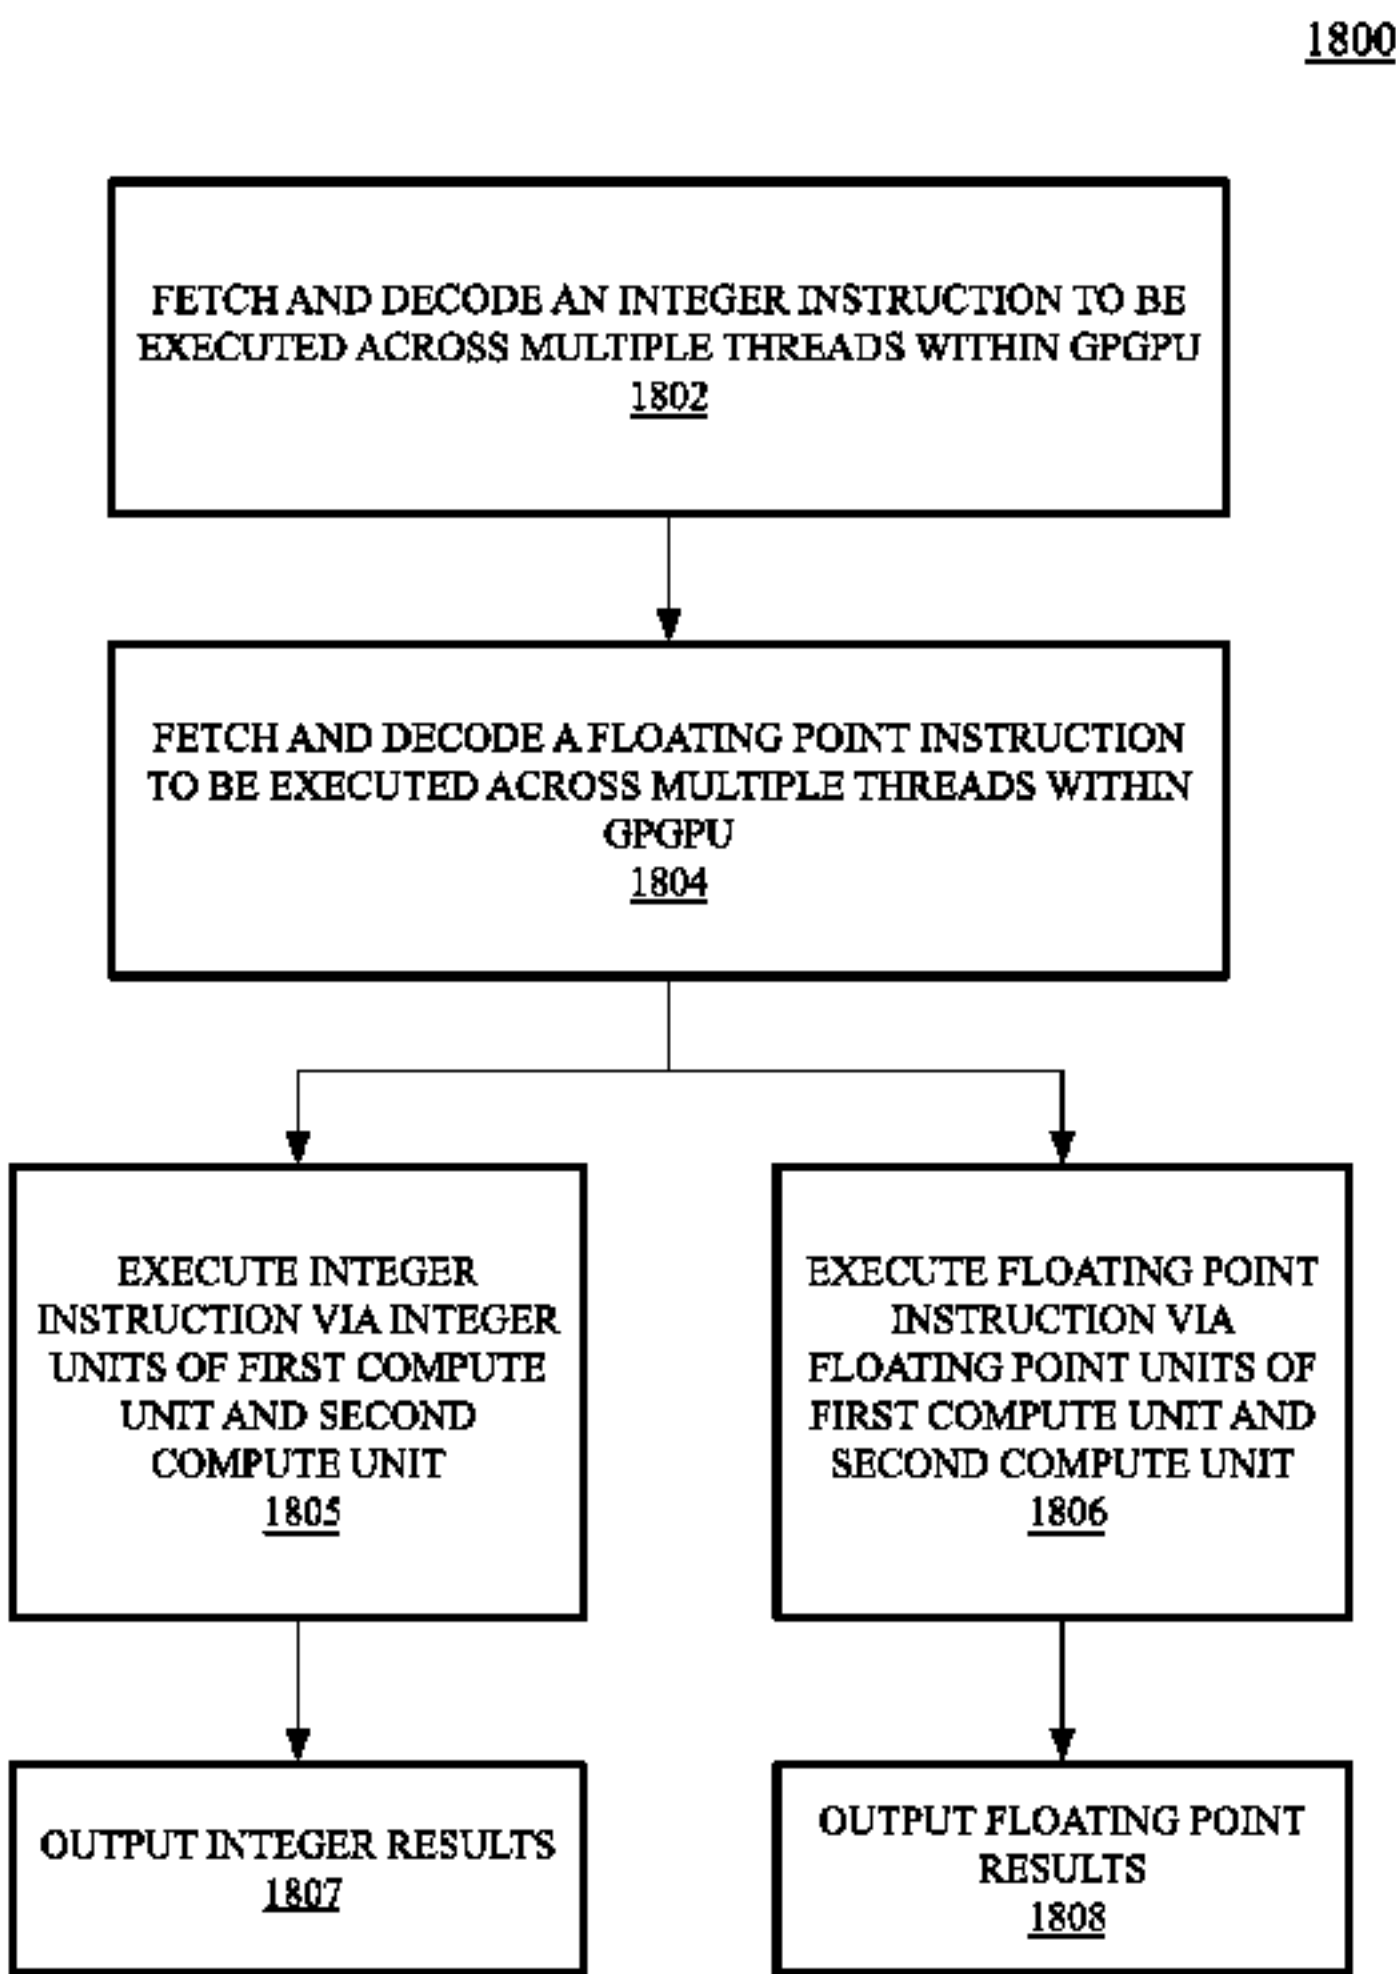 1800
FETCH AND DECODE AN INTEGER INSTRUCTION TO BE
EXECUTED ACROSS MULTIPLE THREADS WITHIN GPGPU
1802
FETCH AND DECODE A FLOATING POINT INSTRUCTION
TO BE EXECUTED ACROSS MULTIPLE THREADS WITHIN
GPGPU
1804
EXECUTE INTEGER
INSTRUCTION VIA INTEGER
UNITS OF FIRST COMPUTE
UNIT AND SECOND
COMPUTE UNIT
1805
EXECUTE FLOATING POINT
INSTRUCTION VIA
FLOATING POINT UNITS OF
FIRST COMPUTE UNIT AND
SECOND COMPUTE UNIT
1806
OUTPUT INTEGER RESULTS
1807
OUTPUT FLOATING POINT
RESULTS
1808